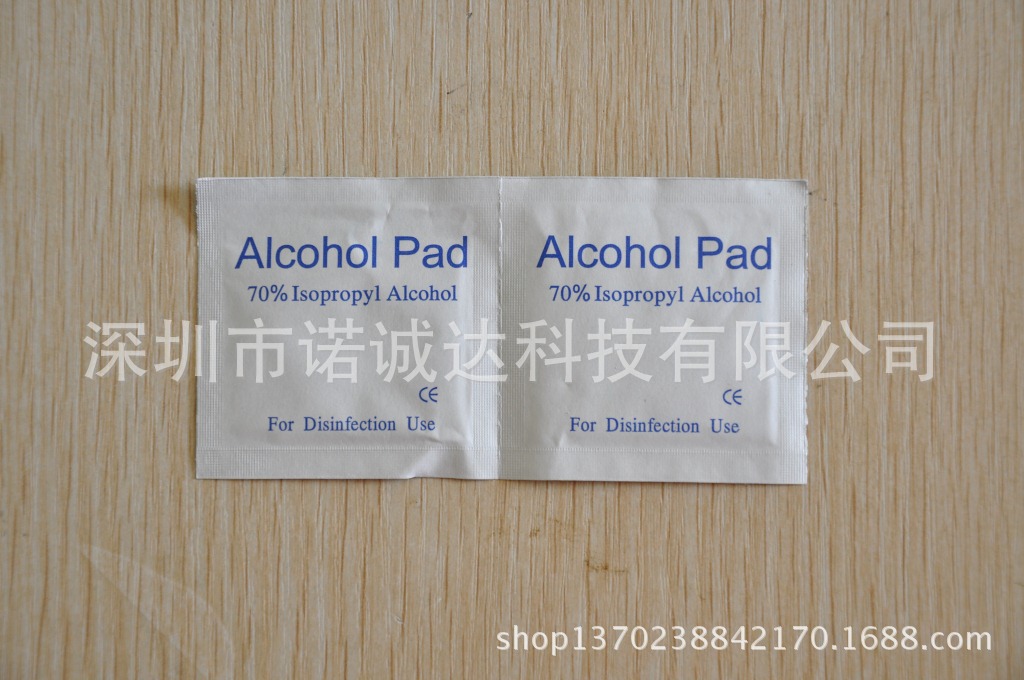 Alcohol Pad
70% Isopropyl Alcohol
CE
For Disinfection Use
Alcohol Pad
70% Isopropyl Alcohol
CE
For Disinfection Use
深圳市诺诚达科技有限公司
shop1370238842170.1688.com